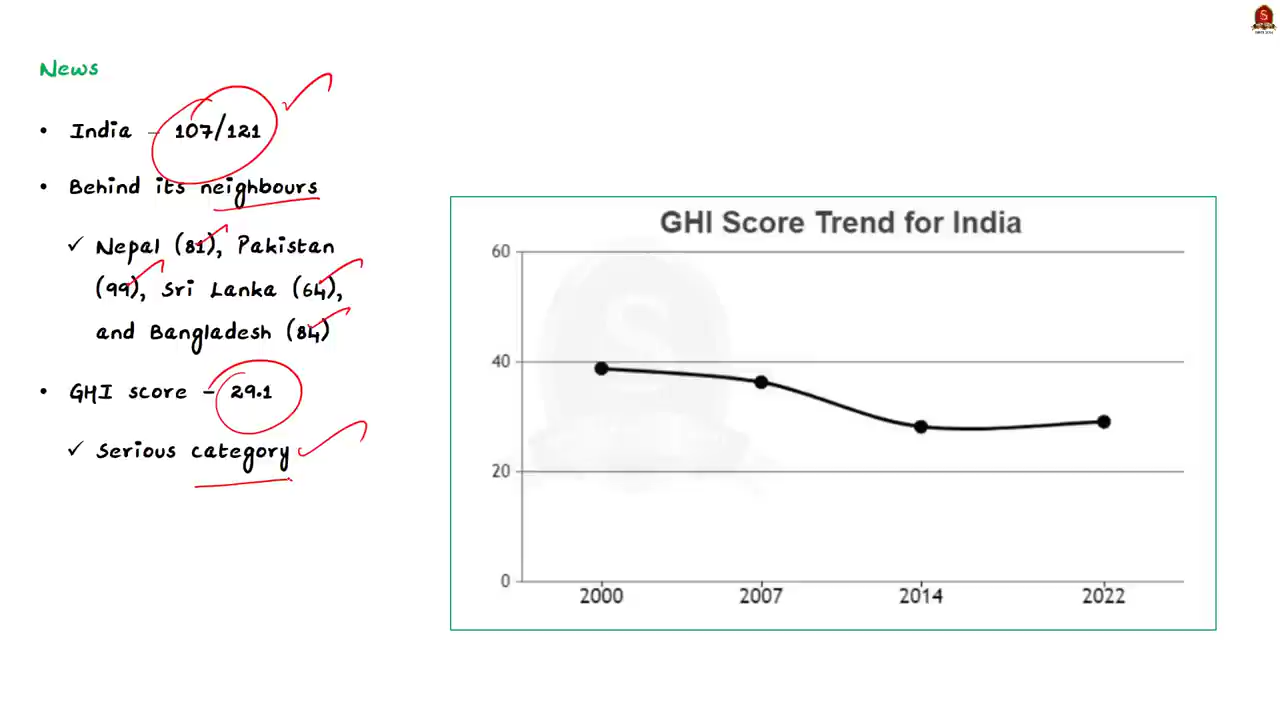 News
• India – 107/121
• Behind its neighbours
✓ Nepal (81), Pakistan
(99), Sri Lanka (64),
and Bangladesh (84)
• GHI score – 29.1
✓ Serious category
GHI Score Trend for India
60
40
20
0
2000 2007 2014 2022
S